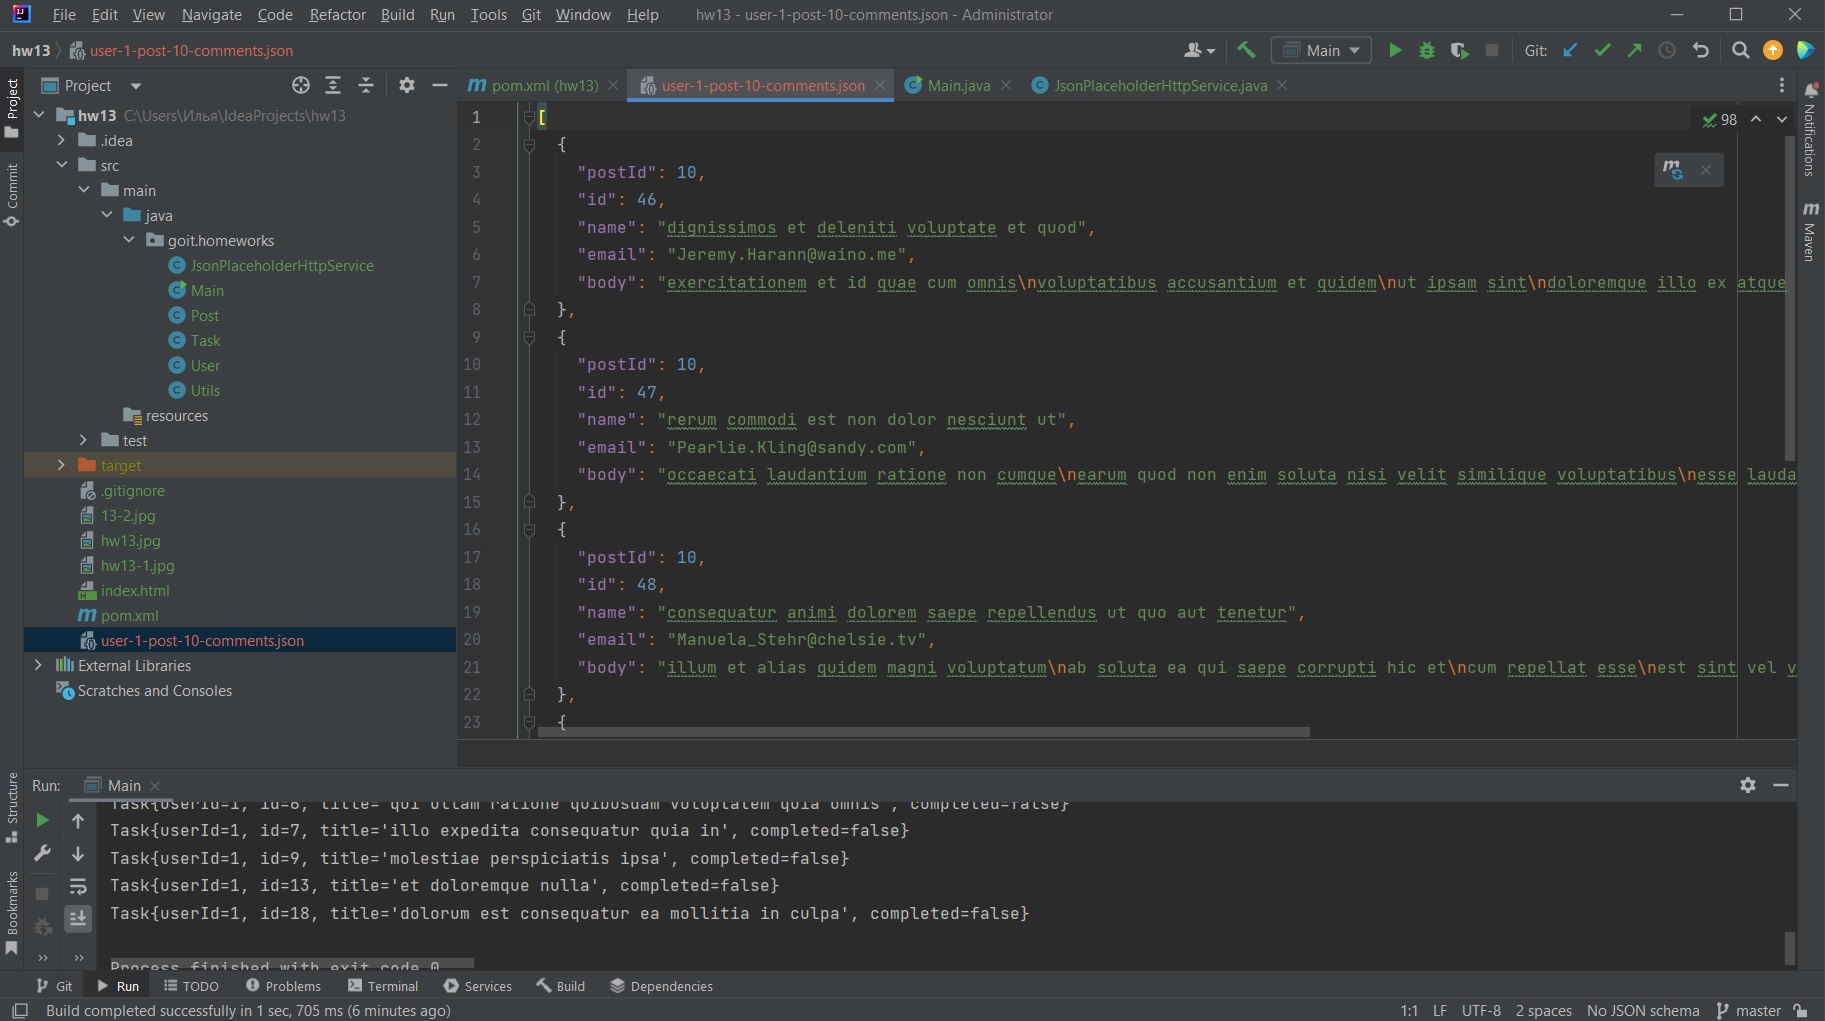 File Edit View Navigate Code Refactor Build Run Tools Git Window Help hw13 - user-1-post-10-comments.json - Administrator
hw13 user-1-post-10-comments.json Main Git:
Project
pom.xml (hw13) user-1-post-10-comments.json Main.java JsonPlaceholderHttpService.java
Project
Commit
Structure
Bookmarks
Notifications
Maven
hw13 C:\Users\Илья\IdeaProjects\hw13
.idea
src
main
java
goit.homeworks
JsonPlaceholderHttpService
Main
Post
Task
User
Utils
resources
test
target
.gitignore
13-2.jpg
hw13.jpg
hw13-1.jpg
index.html
pom.xml
user-1-post-10-comments.json
External Libraries
Scratches and Consoles
98
1 [
2 {
3 "postId": 10,
4 "id": 46,
5 "name": "dignissimos et deleniti voluptate et quod",
6 "email": "Jeremy.Harann@waino.me",
7 "body": "exercitationem et id quae cum omnis\nvoluptatibus accusantium et quidem\nut ipsam sint\ndoloremque illo ex atque
8 },
9 {
10 "postId": 10,
11 "id": 47,
12 "name": "rerum commodi est non dolor nesciunt ut",
13 "email": "Pearlie.Kling@sandy.com",
14 "body": "occaecati laudantium ratione non cumque\nearum quod non enim soluta nisi velit similique voluptatibus\nesse lauda
15 },
16 {
17 "postId": 10,
18 "id": 48,
19 "name": "consequatur animi dolorem saepe repellendus ut quo aut tenetur",
20 "email": "Manuela_Stehr@chelsie.tv",
21 "body": "illum et alias quidem magni voluptatum\nab soluta ea qui saepe corrupti hic et\ncum repellat esse\nest sint vel v
22 },
23 {
Run: Main
Task{userId=1, id=6, title='qui ullam ratione quibusdam voluptatem quia omnis', completed=false}
Task{userId=1, id=7, title='illo expedita consequatur quia in', completed=false}
Task{userId=1, id=9, title='molestiae perspiciatis ipsa', completed=false}
Task{userId=1, id=13, title='et doloremque nulla', completed=false}
Task{userId=1, id=18, title='dolorum est consequatur ea mollitia in culpa', completed=false}
Process finished with exit code 0
Git Run TODO Problems Terminal Services Build Dependencies
Build completed successfully in 1 sec, 705 ms (6 minutes ago) 1:1 LF UTF-8 2 spaces No JSON schema master